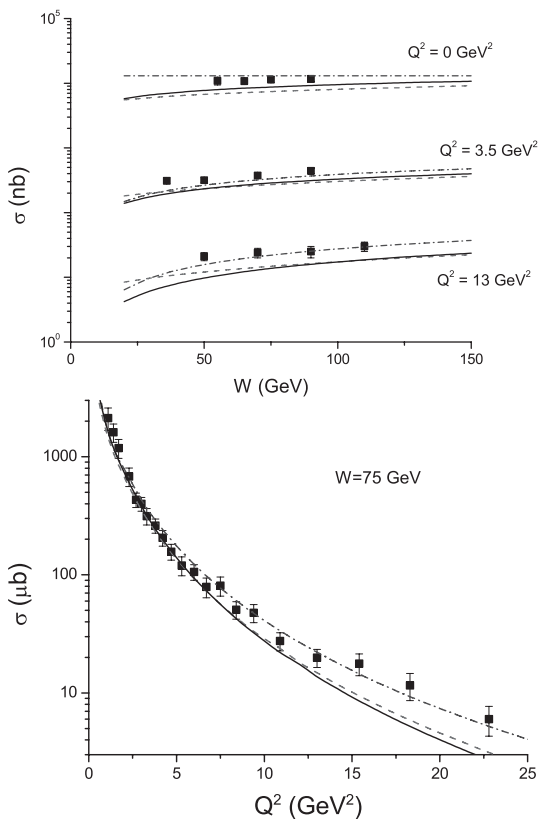 10^5
Q^2 = 0 GeV^2
Q^2 = 3.5 GeV^2
σ (nb)
Q^2 = 13 GeV^2
10^0
0 50 100 150
W (GeV)
1000
W=75 GeV
σ (μb)
100
10
0 5 10 15 20 25
Q^2 (GeV^2)